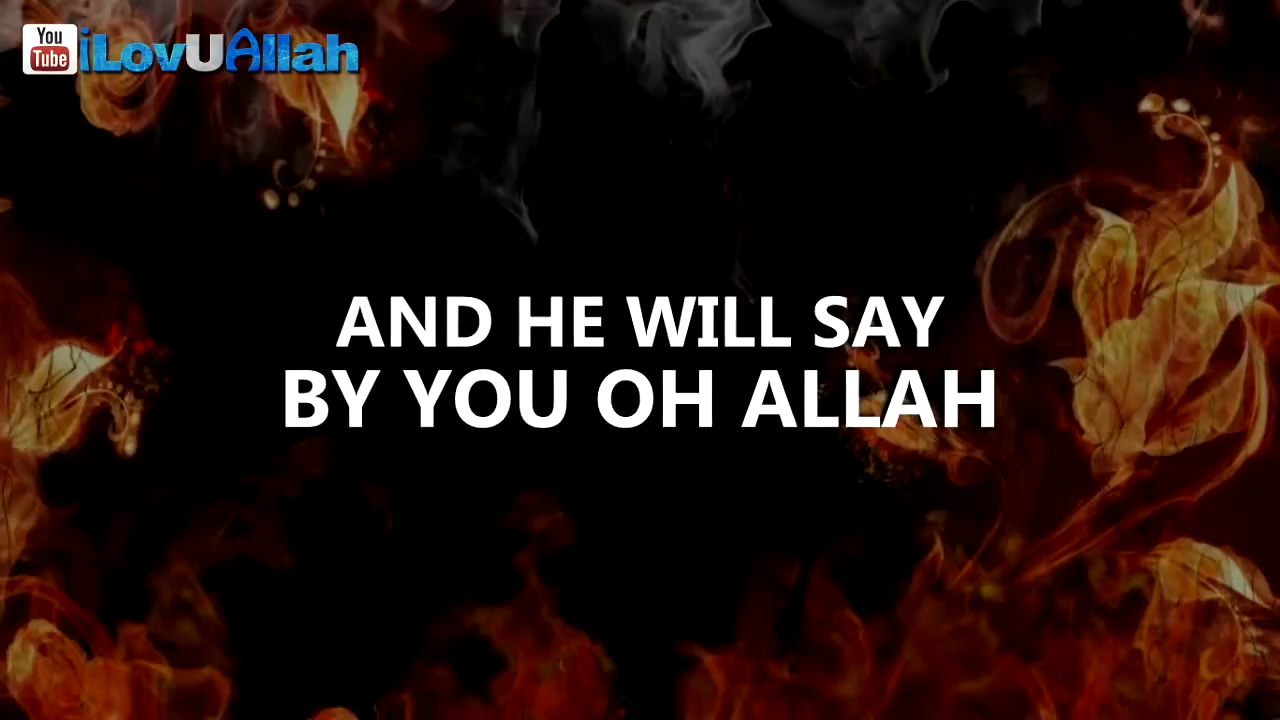 You
Tube
iLovUAllah
AND HE WILL SAY
BY YOU OH ALLAH